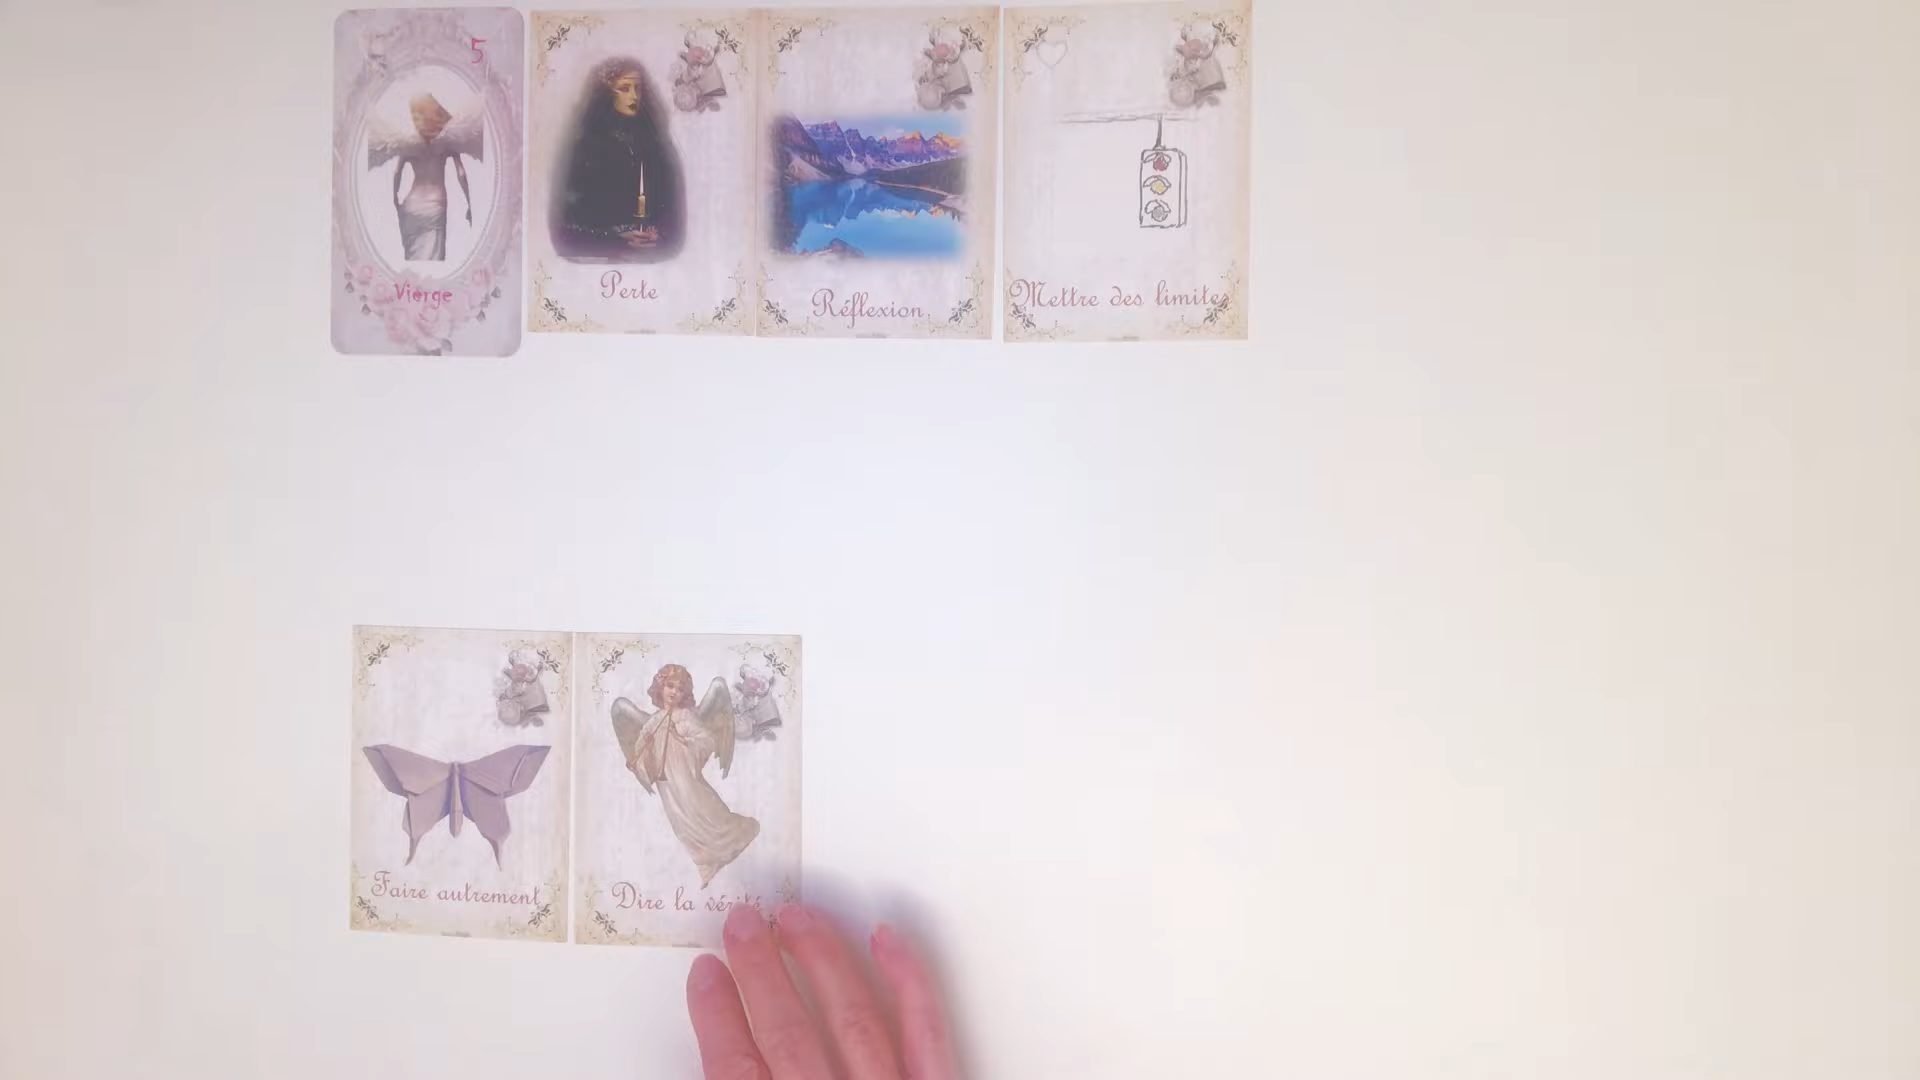 5
Vierge
Perte
Réflexion
Mettre des limites
Faire autrement
Dire la vérité